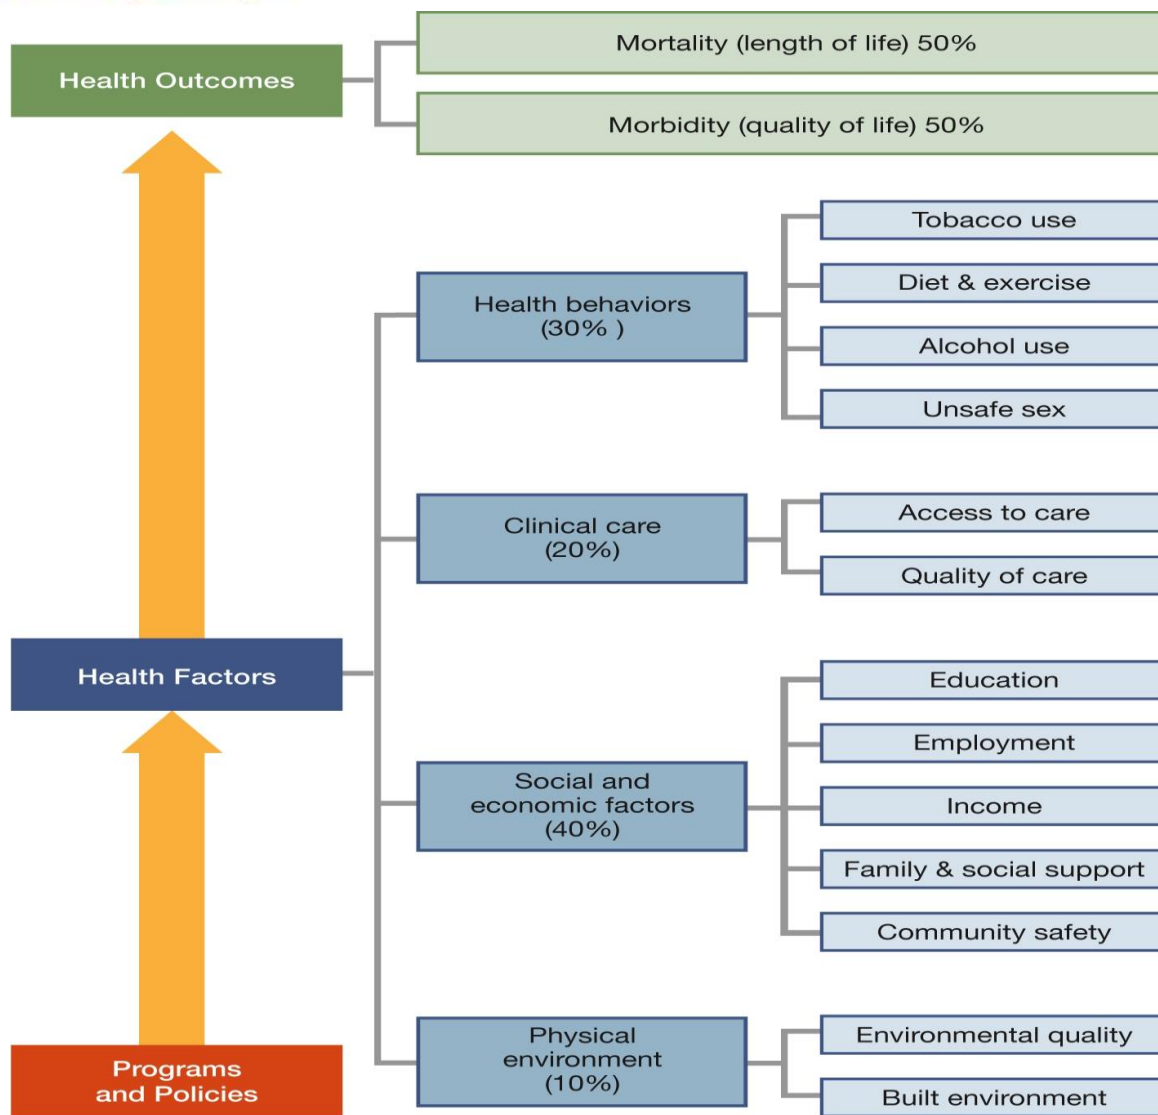 Health Outcomes
Mortality (length of life) 50%
Morbidity (quality of life) 50%
Health Factors
Health behaviors
(30% )
Tobacco use
Diet & exercise
Alcohol use
Unsafe sex
Clinical care
(20%)
Access to care
Quality of care
Social and
economic factors
(40%)
Education
Employment
Income
Family & social support
Community safety
Physical
environment
(10%)
Environmental quality
Built environment
Programs
and Policies